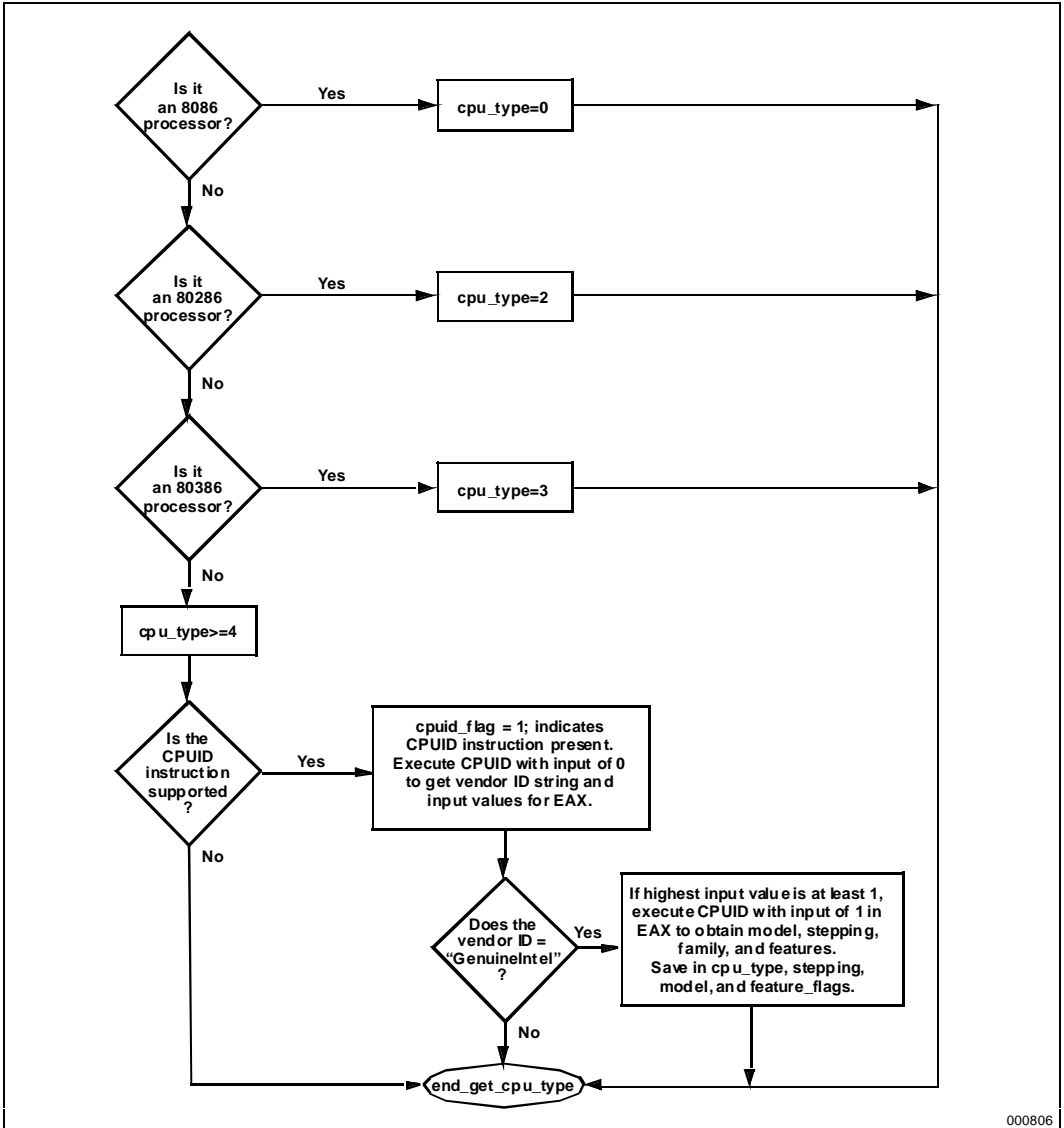 Is it
an 8086
processor?
Yes
cpu_type=0
No
Is it
an 80286
processor?
Yes
cpu_type=2
No
Is it
an 80386
processor?
Yes
cpu_type=3
No
cpu_type>=4
Is the
CPUID
instruction
supported
?
Yes
cpuid_flag = 1; indicates
CPUID instruction present.
Execute CPUID with input of 0
to get vendor ID string and
input values for EAX.
No
Does the
vendor ID =
“GenuineIntel”
?
Yes
If highest input value is at least 1,
execute CPUID with input of 1 in
EAX to obtain model, stepping,
family, and features.
Save in cpu_type, stepping,
model, and feature_flags.
No
end_get_cpu_type
000806